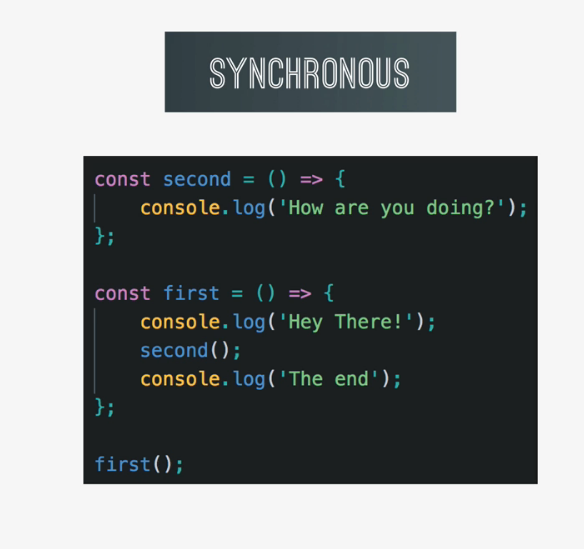 SYNCHRONOUS
const second = () => {
    console.log('How are you doing?');
};
const first = () => {
    console.log('Hey There!');
    second();
    console.log('The end');
};
first();